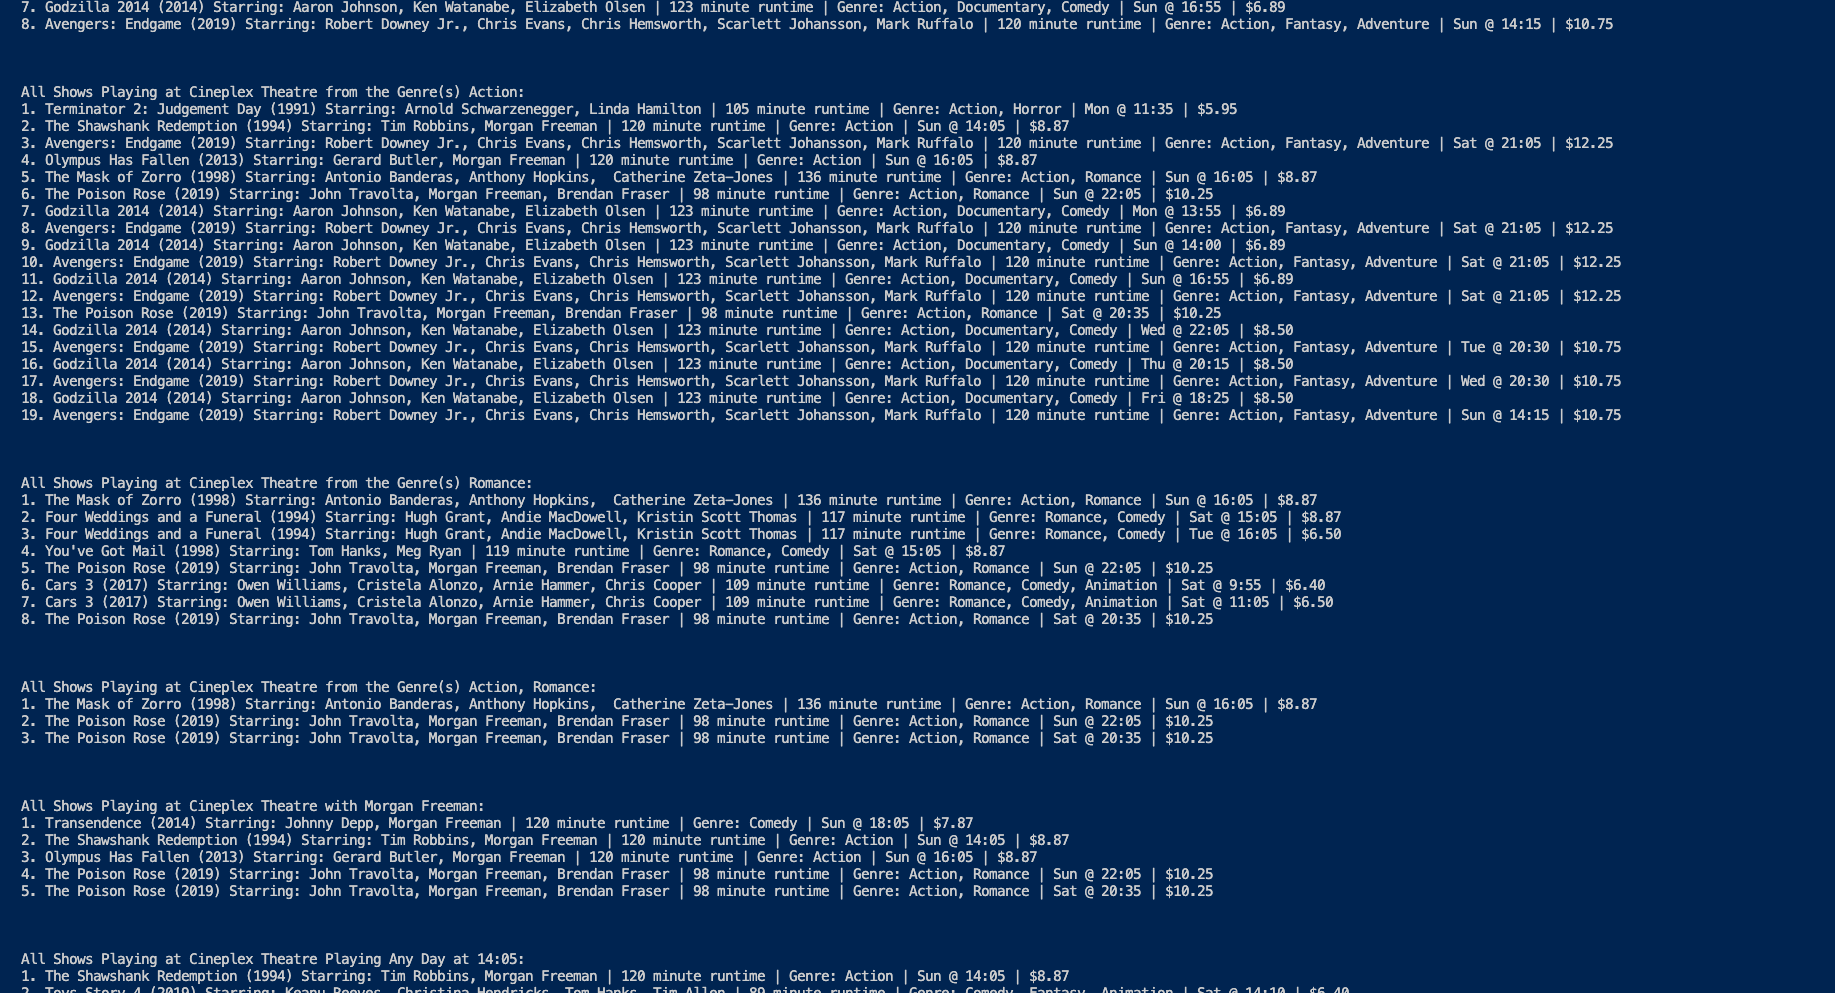 7. Godzilla 2014 (2014) Starring: Aaron Johnson, Ken Watanabe, Elizabeth Olsen | 123 minute runtime | Genre: Action, Documentary, Comedy | Sun @ 16:55 | $6.89
8. Avengers: Endgame (2019) Starring: Robert Downey Jr., Chris Evans, Chris Hemsworth, Scarlett Johansson, Mark Ruffalo | 120 minute runtime | Genre: Action, Fantasy, Adventure | Sun @ 14:15 | $10.75
All Shows Playing at Cineplex Theatre from the Genre(s) Action:
1. Terminator 2: Judgement Day (1991) Starring: Arnold Schwarzenegger, Linda Hamilton | 105 minute runtime | Genre: Action, Horror | Mon @ 11:35 | $5.95
2. The Shawshank Redemption (1994) Starring: Tim Robbins, Morgan Freeman | 120 minute runtime | Genre: Action | Sun @ 14:05 | $8.87
3. Avengers: Endgame (2019) Starring: Robert Downey Jr., Chris Evans, Chris Hemsworth, Scarlett Johansson, Mark Ruffalo | 120 minute runtime | Genre: Action, Fantasy, Adventure | Sat @ 21:05 | $12.25
4. Olympus Has Fallen (2013) Starring: Gerard Butler, Morgan Freeman | 120 minute runtime | Genre: Action | Sun @ 16:05 | $8.87
5. The Mask of Zorro (1998) Starring: Antonio Banderas, Anthony Hopkins,  Catherine Zeta-Jones | 136 minute runtime | Genre: Action, Romance | Sun @ 16:05 | $8.87
6. The Poison Rose (2019) Starring: John Travolta, Morgan Freeman, Brendan Fraser | 98 minute runtime | Genre: Action, Romance | Sun @ 22:05 | $10.25
7. Godzilla 2014 (2014) Starring: Aaron Johnson, Ken Watanabe, Elizabeth Olsen | 123 minute runtime | Genre: Action, Documentary, Comedy | Mon @ 13:55 | $6.89
8. Avengers: Endgame (2019) Starring: Robert Downey Jr., Chris Evans, Chris Hemsworth, Scarlett Johansson, Mark Ruffalo | 120 minute runtime | Genre: Action, Fantasy, Adventure | Sat @ 21:05 | $12.25
9. Godzilla 2014 (2014) Starring: Aaron Johnson, Ken Watanabe, Elizabeth Olsen | 123 minute runtime | Genre: Action, Documentary, Comedy | Sun @ 14:00 | $6.89
10. Avengers: Endgame (2019) Starring: Robert Downey Jr., Chris Evans, Chris Hemsworth, Scarlett Johansson, Mark Ruffalo | 120 minute runtime | Genre: Action, Fantasy, Adventure | Sat @ 21:05 | $12.25
11. Godzilla 2014 (2014) Starring: Aaron Johnson, Ken Watanabe, Elizabeth Olsen | 123 minute runtime | Genre: Action, Documentary, Comedy | Sun @ 16:55 | $6.89
12. Avengers: Endgame (2019) Starring: Robert Downey Jr., Chris Evans, Chris Hemsworth, Scarlett Johansson, Mark Ruffalo | 120 minute runtime | Genre: Action, Fantasy, Adventure | Sat @ 21:05 | $12.25
13. The Poison Rose (2019) Starring: John Travolta, Morgan Freeman, Brendan Fraser | 98 minute runtime | Genre: Action, Romance | Sat @ 20:35 | $10.25
14. Godzilla 2014 (2014) Starring: Aaron Johnson, Ken Watanabe, Elizabeth Olsen | 123 minute runtime | Genre: Action, Documentary, Comedy | Wed @ 22:05 | $8.50
15. Avengers: Endgame (2019) Starring: Robert Downey Jr., Chris Evans, Chris Hemsworth, Scarlett Johansson, Mark Ruffalo | 120 minute runtime | Genre: Action, Fantasy, Adventure | Tue @ 20:30 | $10.75
16. Godzilla 2014 (2014) Starring: Aaron Johnson, Ken Watanabe, Elizabeth Olsen | 123 minute runtime | Genre: Action, Documentary, Comedy | Thu @ 20:15 | $8.50
17. Avengers: Endgame (2019) Starring: Robert Downey Jr., Chris Evans, Chris Hemsworth, Scarlett Johansson, Mark Ruffalo | 120 minute runtime | Genre: Action, Fantasy, Adventure | Wed @ 20:30 | $10.75
18. Godzilla 2014 (2014) Starring: Aaron Johnson, Ken Watanabe, Elizabeth Olsen | 123 minute runtime | Genre: Action, Documentary, Comedy | Fri @ 18:25 | $8.50
19. Avengers: Endgame (2019) Starring: Robert Downey Jr., Chris Evans, Chris Hemsworth, Scarlett Johansson, Mark Ruffalo | 120 minute runtime | Genre: Action, Fantasy, Adventure | Sun @ 14:15 | $10.75
All Shows Playing at Cineplex Theatre from the Genre(s) Romance:
1. The Mask of Zorro (1998) Starring: Antonio Banderas, Anthony Hopkins,  Catherine Zeta-Jones | 136 minute runtime | Genre: Action, Romance | Sun @ 16:05 | $8.87
2. Four Weddings and a Funeral (1994) Starring: Hugh Grant, Andie MacDowell, Kristin Scott Thomas | 117 minute runtime | Genre: Romance, Comedy | Sat @ 15:05 | $8.87
3. Four Weddings and a Funeral (1994) Starring: Hugh Grant, Andie MacDowell, Kristin Scott Thomas | 117 minute runtime | Genre: Romance, Comedy | Tue @ 16:05 | $6.50
4. You've Got Mail (1998) Starring: Tom Hanks, Meg Ryan | 119 minute runtime | Genre: Romance, Comedy | Sat @ 15:05 | $8.87
5. The Poison Rose (2019) Starring: John Travolta, Morgan Freeman, Brendan Fraser | 98 minute runtime | Genre: Action, Romance | Sun @ 22:05 | $10.25
6. Cars 3 (2017) Starring: Owen Williams, Cristela Alonzo, Arnie Hammer, Chris Cooper | 109 minute runtime | Genre: Romance, Comedy, Animation | Sat @ 9:55 | $6.40
7. Cars 3 (2017) Starring: Owen Williams, Cristela Alonzo, Arnie Hammer, Chris Cooper | 109 minute runtime | Genre: Romance, Comedy, Animation | Sat @ 11:05 | $6.50
8. The Poison Rose (2019) Starring: John Travolta, Morgan Freeman, Brendan Fraser | 98 minute runtime | Genre: Action, Romance | Sat @ 20:35 | $10.25
All Shows Playing at Cineplex Theatre from the Genre(s) Action, Romance:
1. The Mask of Zorro (1998) Starring: Antonio Banderas, Anthony Hopkins,  Catherine Zeta-Jones | 136 minute runtime | Genre: Action, Romance | Sun @ 16:05 | $8.87
2. The Poison Rose (2019) Starring: John Travolta, Morgan Freeman, Brendan Fraser | 98 minute runtime | Genre: Action, Romance | Sun @ 22:05 | $10.25
3. The Poison Rose (2019) Starring: John Travolta, Morgan Freeman, Brendan Fraser | 98 minute runtime | Genre: Action, Romance | Sat @ 20:35 | $10.25
All Shows Playing at Cineplex Theatre with Morgan Freeman:
1. Transendence (2014) Starring: Johnny Depp, Morgan Freeman | 120 minute runtime | Genre: Comedy | Sun @ 18:05 | $7.87
2. The Shawshank Redemption (1994) Starring: Tim Robbins, Morgan Freeman | 120 minute runtime | Genre: Action | Sun @ 14:05 | $8.87
3. Olympus Has Fallen (2013) Starring: Gerard Butler, Morgan Freeman | 120 minute runtime | Genre: Action | Sun @ 16:05 | $8.87
4. The Poison Rose (2019) Starring: John Travolta, Morgan Freeman, Brendan Fraser | 98 minute runtime | Genre: Action, Romance | Sun @ 22:05 | $10.25
5. The Poison Rose (2019) Starring: John Travolta, Morgan Freeman, Brendan Fraser | 98 minute runtime | Genre: Action, Romance | Sat @ 20:35 | $10.25
All Shows Playing at Cineplex Theatre Playing Any Day at 14:05:
1. The Shawshank Redemption (1994) Starring: Tim Robbins, Morgan Freeman | 120 minute runtime | Genre: Action | Sun @ 14:05 | $8.87
2. Toys Story 4 (2019) Starring: Keanu Reeves, Christina Hendricks, Tom Hanks, Tim Allen | 89 minute runtime | Genre: Comedy, Fantasy, Animation | Sat @ 14:10 | $6.40